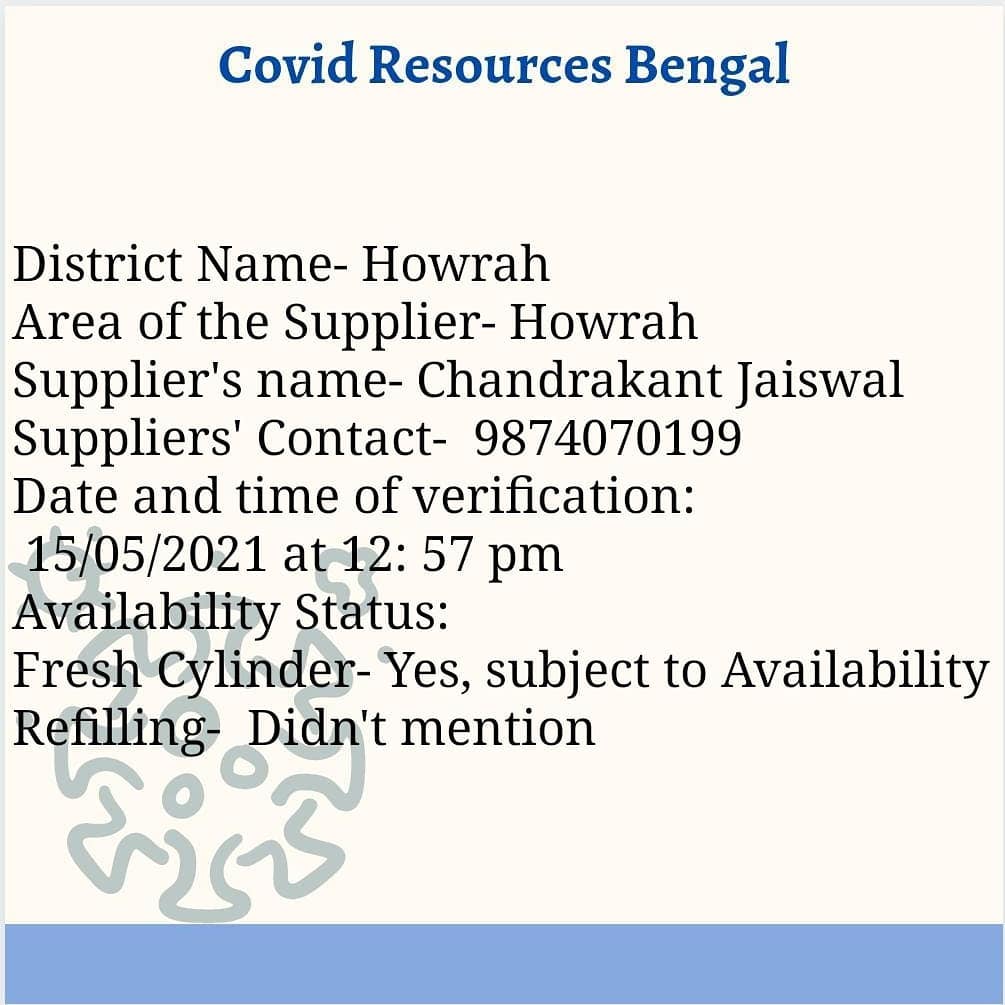 Covid Resources Bengal
District Name- Howrah
Area of the Supplier- Howrah
Supplier's name- Chandrakant Jaiswal
Suppliers' Contact-  9874070199
Date and time of verification:
15/05/2021 at 12: 57 pm
Availability Status:
Fresh Cylinder- Yes, subject to Availability
Refilling-  Didn't mention